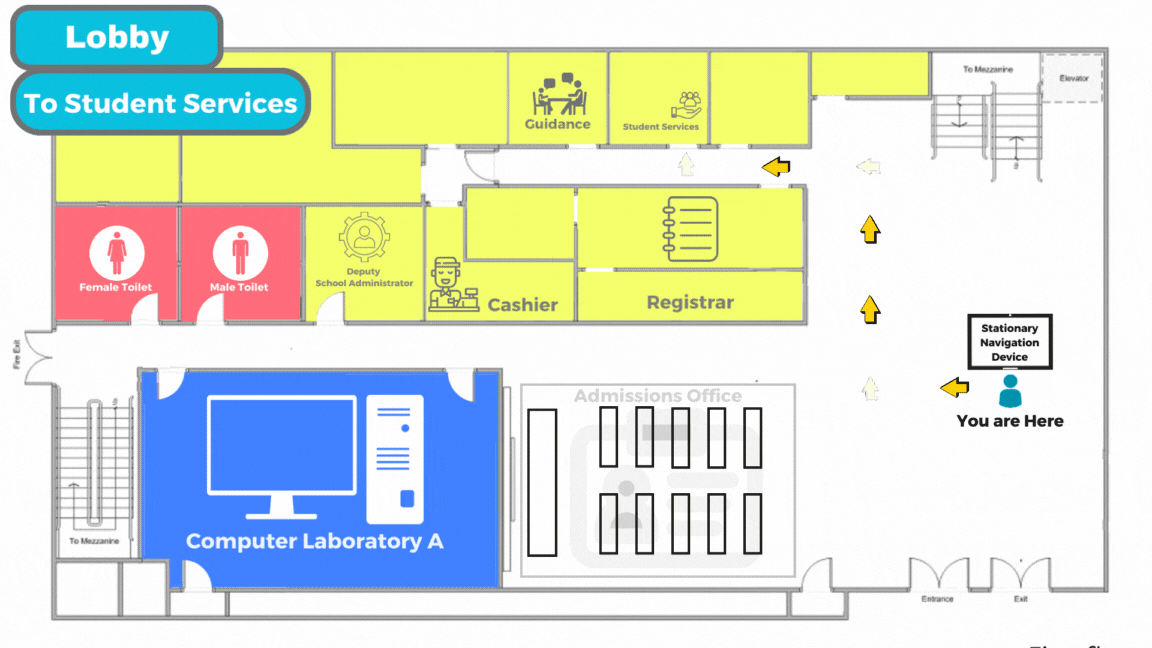 Lobby
To Student Services
To Mezzanine
Elevator
Guidance
Student Services
Female Toilet
Male Toilet
Deputy
School Administrator
Cashier
Registrar
Fire Exit
Stationary
Navigation
Device
You are Here
Admissions Office
Computer Laboratory A
To Mezzanine
Entrance
Exit